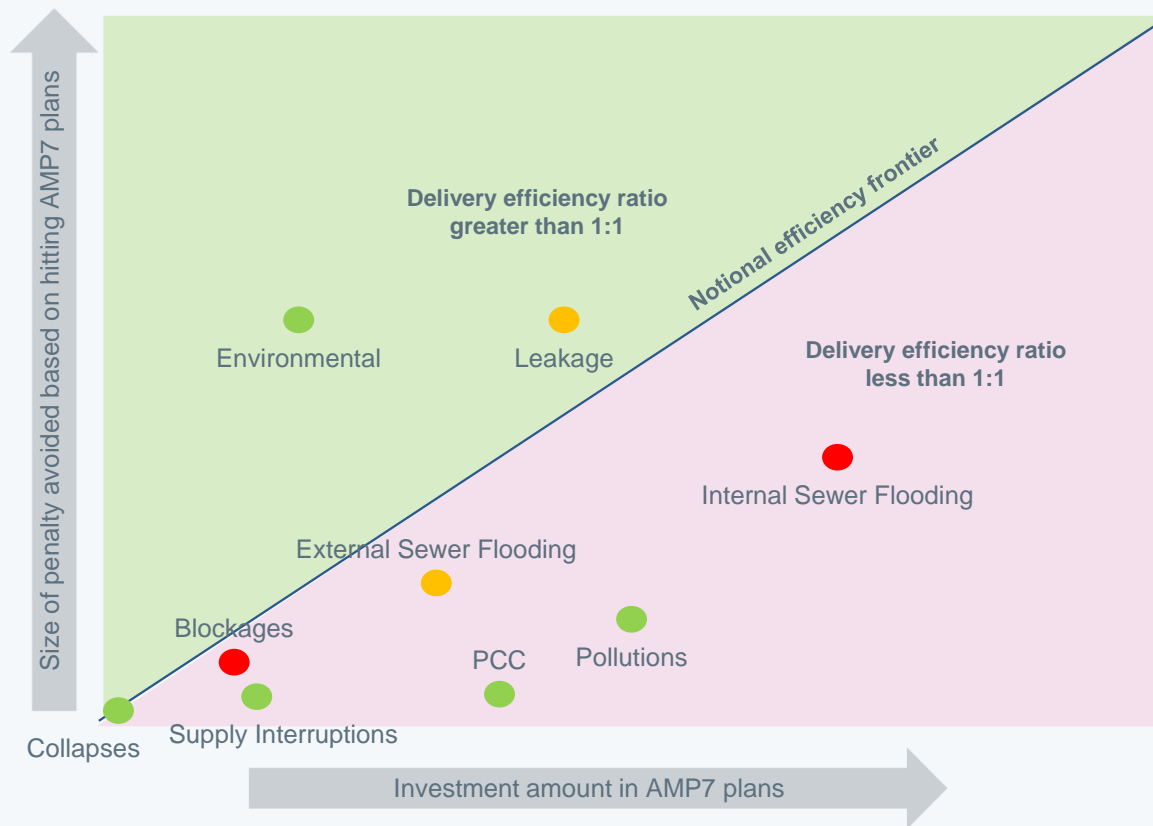 Size of penalty avoided based on hitting AMP7 plans
Delivery efficiency ratio
greater than 1:1
Notional efficiency frontier
Delivery efficiency ratio
less than 1:1
Environmental
Leakage
Internal Sewer Flooding
External Sewer Flooding
Blockages
PCC
Pollutions
Supply Interruptions
Collapses
Investment amount in AMP7 plans